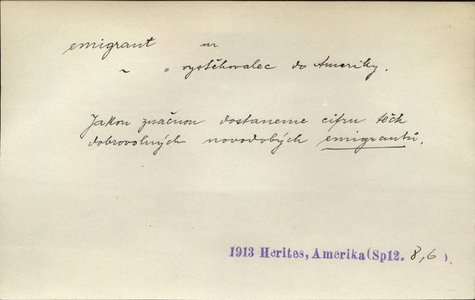 emigrant m
~ = vystěhovalec do Ameriky.
Jakou značnou dostaneme cifru těch
dobrovolných novodobých emigrantů.
1913 Herites, Amerika (Sp12. 8,6).